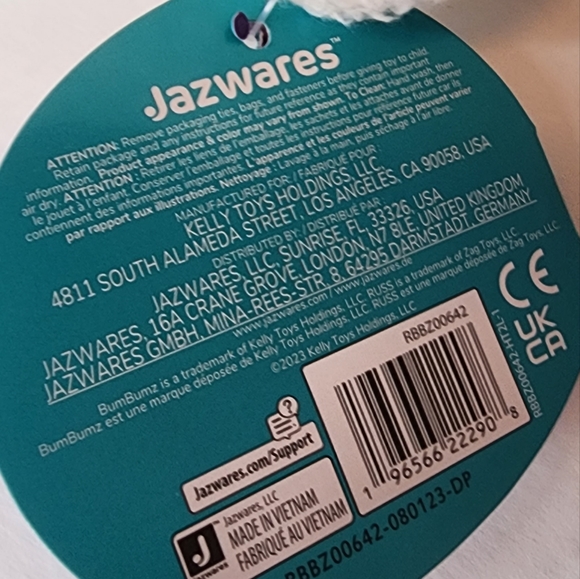 Jazwares™
ATTENTION: Remove packaging ties, bags, and fasteners before giving toy to child.
Retain package and any instructions for future reference as they contain important
information. Product appearance & color may vary from shown. To Clean: Hand wash, then
air dry. ATTENTION : Retirer les liens de l'emballage, les sachets et les attaches avant de donner
le jouet à l'enfant. Conserver l'emballage et toutes les instructions pour référence future car ils
contiennent des informations importantes. L'apparence et les couleurs de l'article peuvent varier
par rapport aux illustrations. Nettoyage : Lavage à la main, puis séchage à l'air libre.
MANUFACTURED FOR: / FABRIQUÉ POUR :
KELLY TOYS HOLDINGS, LLC
4811 SOUTH ALAMEDA STREET, LOS ANGELES, CA 90058, USA
DISTRIBUTED BY: / DISTRIBUÉ PAR :
JAZWARES, LLC, SUNRISE, FL, 33326, USA
JAZWARES, 16A CRANE GROVE, LONDON, N7 8LE, UNITED KINGDOM
JAZWARES GMBH, MINA-REES-STR 8, 64295 DARMSTADT, GERMANY
www.jazwares.com / www.jazwares.de
BumBumz is a trademark of Kelly Toys Holdings, LLC. RUSS is a trademark of Zag Toys, LLC.
BumBumz est une marque déposée de Kelly Toys Holdings, LLC. RUSS est une marque déposée de Zag Toys, LLC.
©2023 Kelly Toys Holdings, LLC
CE
UK
CA
RBBZ00642-HT2L-1
RBBZ00642
1 96566 22290 8
?
Jazwares.com/Support
J
Jazwares, LLC
MADE IN VIETNAM
FABRIQUÉ AU VIETNAM
RBBZ00642-080123-DP